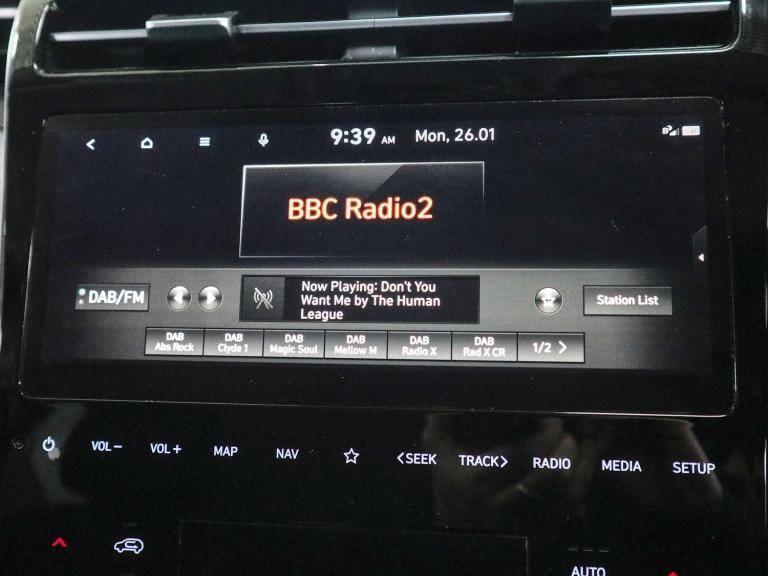 9:39 AM Mon, 26.01
BBC Radio2
DAB/FM
Now Playing: Don't You
Want Me by The Human
League
Station List
DAB
Abs Rock
DAB
Clyde 1
DAB
Magic Soul
DAB
Mellow M
DAB
Radio X
DAB
Rad X CR
1/2 >
VOL− VOL+ MAP NAV <SEEK TRACK> RADIO MEDIA SETUP
AUTO